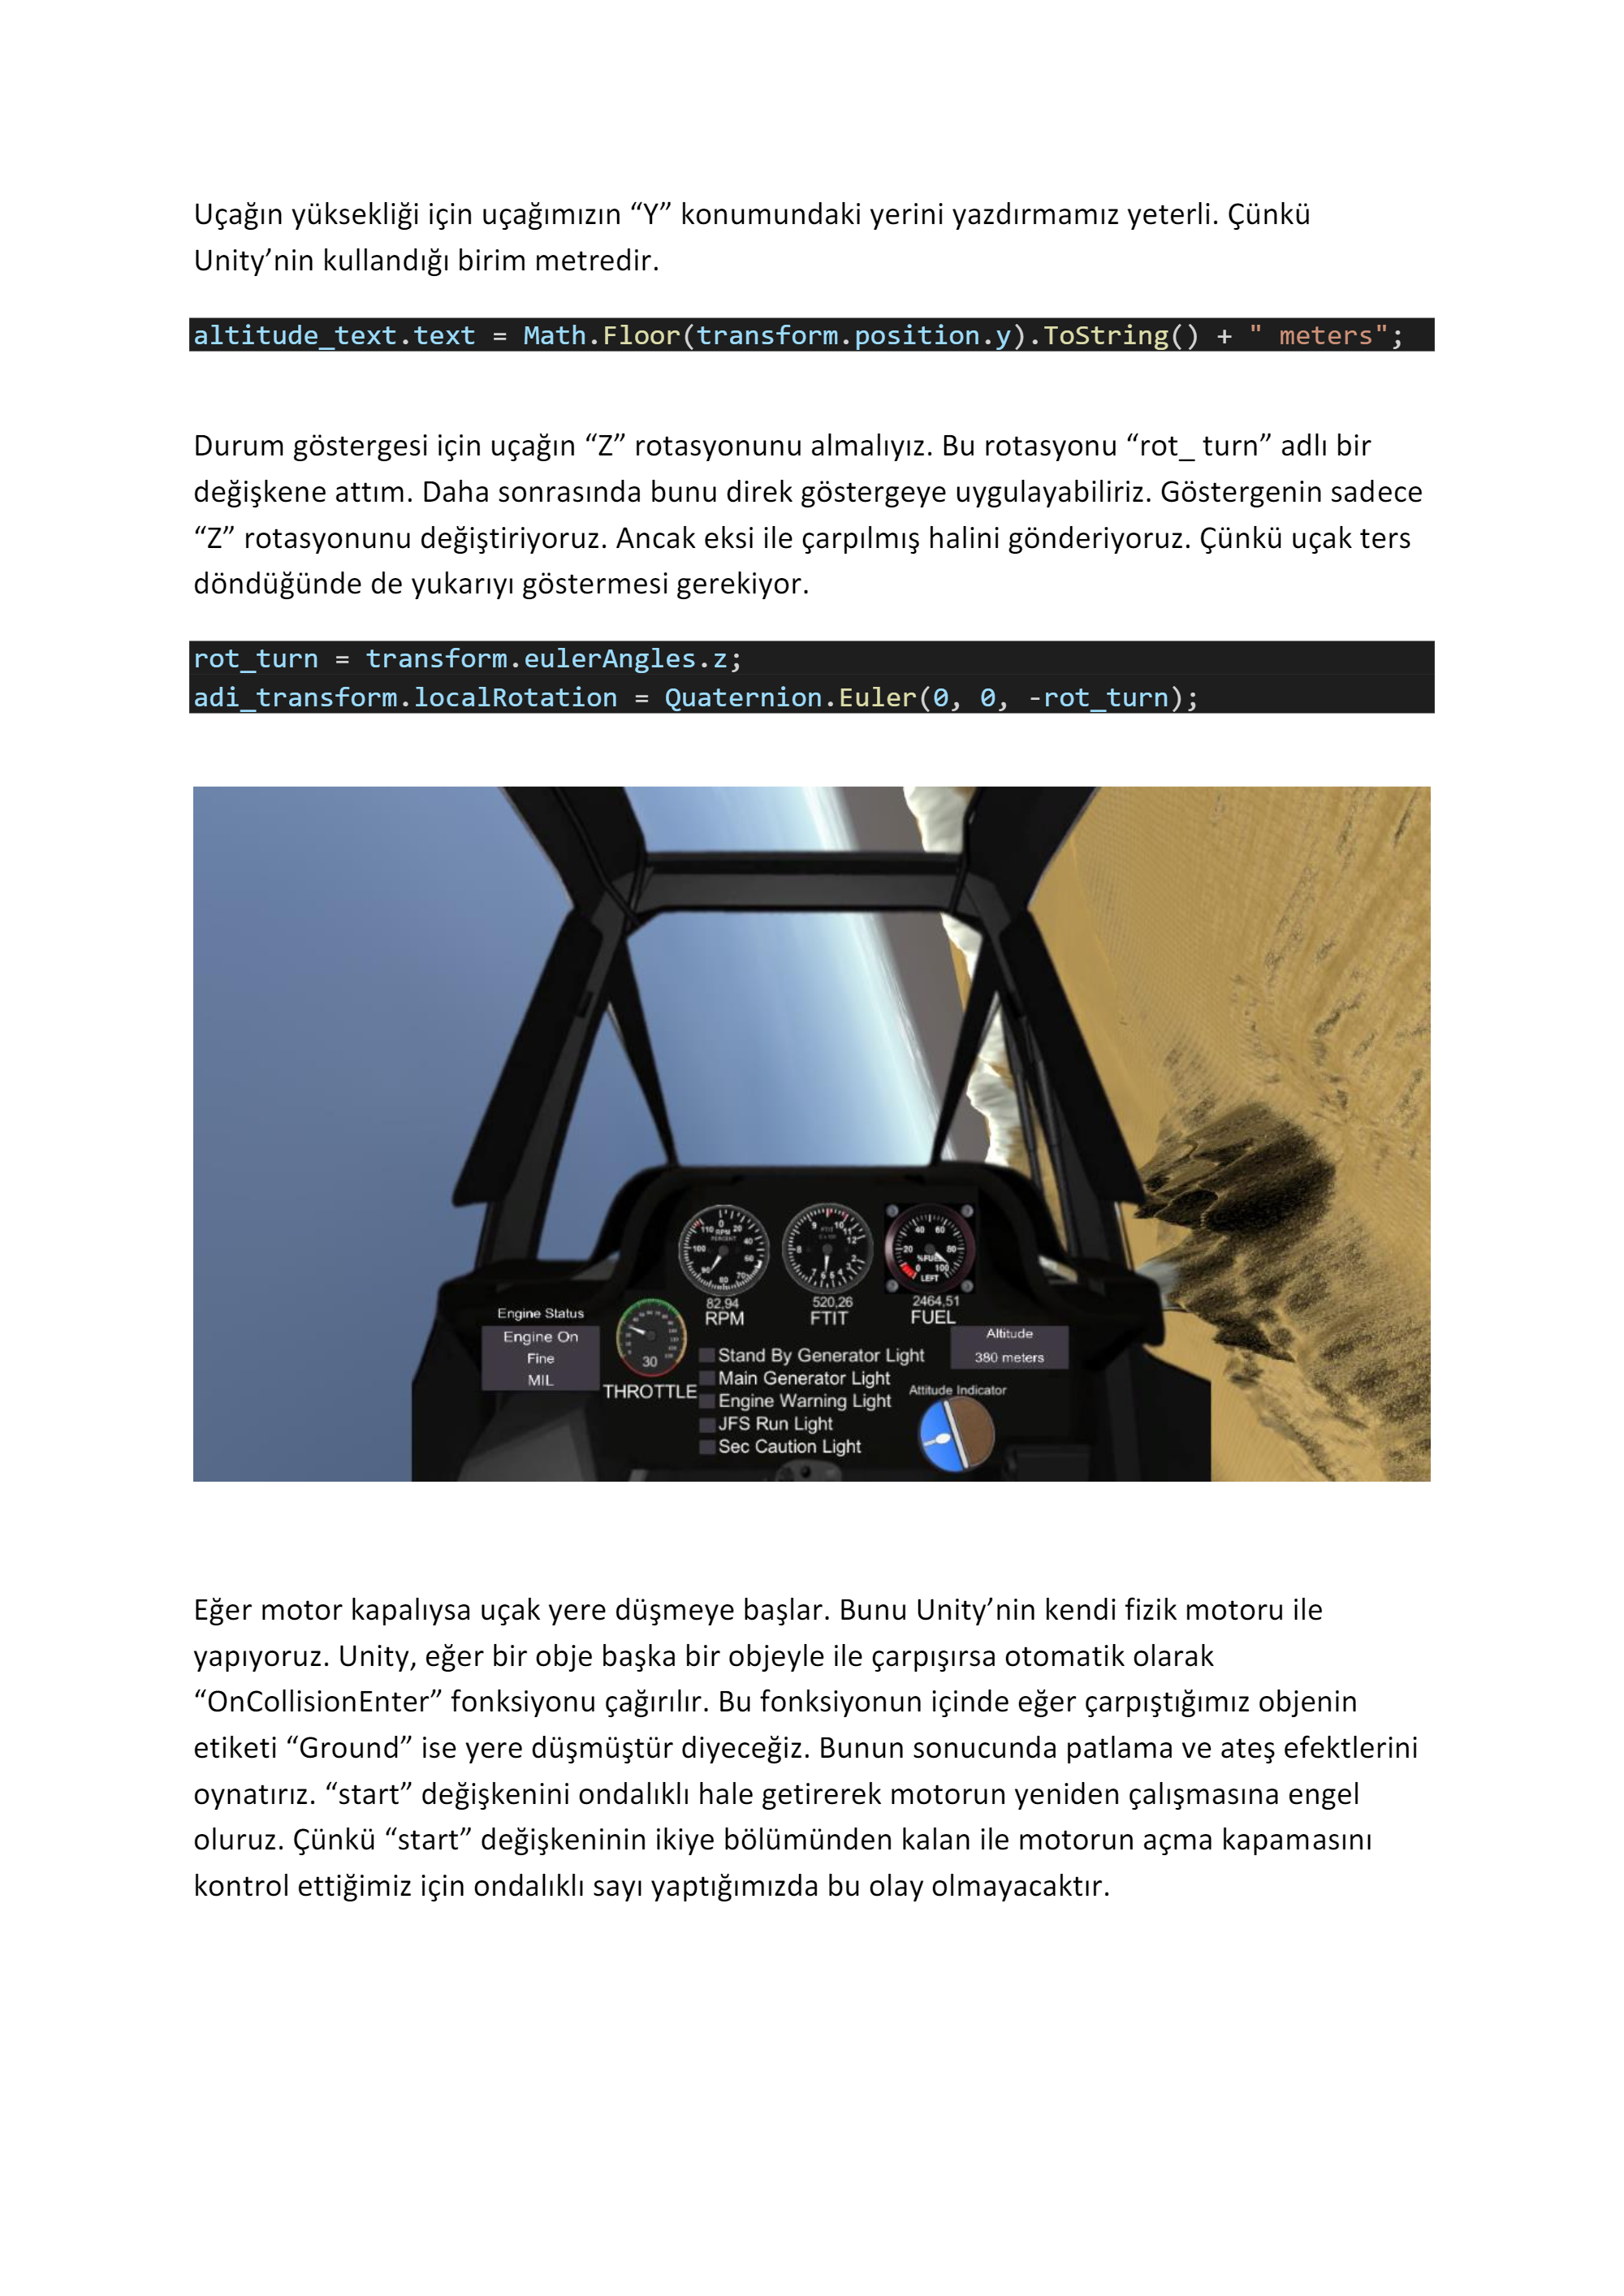 Uçağın yüksekliği için uçağımızın “Y” konumundaki yerini yazdırmamız yeterli. Çünkü
Unity’nin kullandığı birim metredir.
altitude_text.text = Math.Floor(transform.position.y).ToString() + " meters";
Durum göstergesi için uçağın “Z” rotasyonunu almalıyız. Bu rotasyonu “rot_ turn” adlı bir
değişkene attım. Daha sonrasında bunu direk göstergeye uygulayabiliriz. Göstergenin sadece
“Z” rotasyonunu değiştiriyoruz. Ancak eksi ile çarpılmış halini gönderiyoruz. Çünkü uçak ters
döndüğünde de yukarıyı göstermesi gerekiyor.
rot_turn = transform.eulerAngles.z;
adi_transform.localRotation = Quaternion.Euler(0, 0, -rot_turn);
82,94
RPM
520,26
FTIT
2464,51
FUEL
Engine Status
Engine On
Fine
MIL
30
THROTTLE
Stand By Generator Light
Main Generator Light
Engine Warning Light
JFS Run Light
Sec Caution Light
Altitude
380 meters
Attitude Indicator
Eğer motor kapalıysa uçak yere düşmeye başlar. Bunu Unity’nin kendi fizik motoru ile
yapıyoruz. Unity, eğer bir obje başka bir objeyle ile çarpışırsa otomatik olarak
“OnCollisionEnter” fonksiyonu çağırılır. Bu fonksiyonun içinde eğer çarpıştığımız objenin
etiketi “Ground” ise yere düşmüştür diyeceğiz. Bunun sonucunda patlama ve ateş efektlerini
oynatırız. “start” değişkenini ondalıklı hale getirerek motorun yeniden çalışmasına engel
oluruz. Çünkü “start” değişkeninin ikiye bölümünden kalan ile motorun açma kapamasını
kontrol ettiğimiz için ondalıklı sayı yaptığımızda bu olay olmayacaktır.